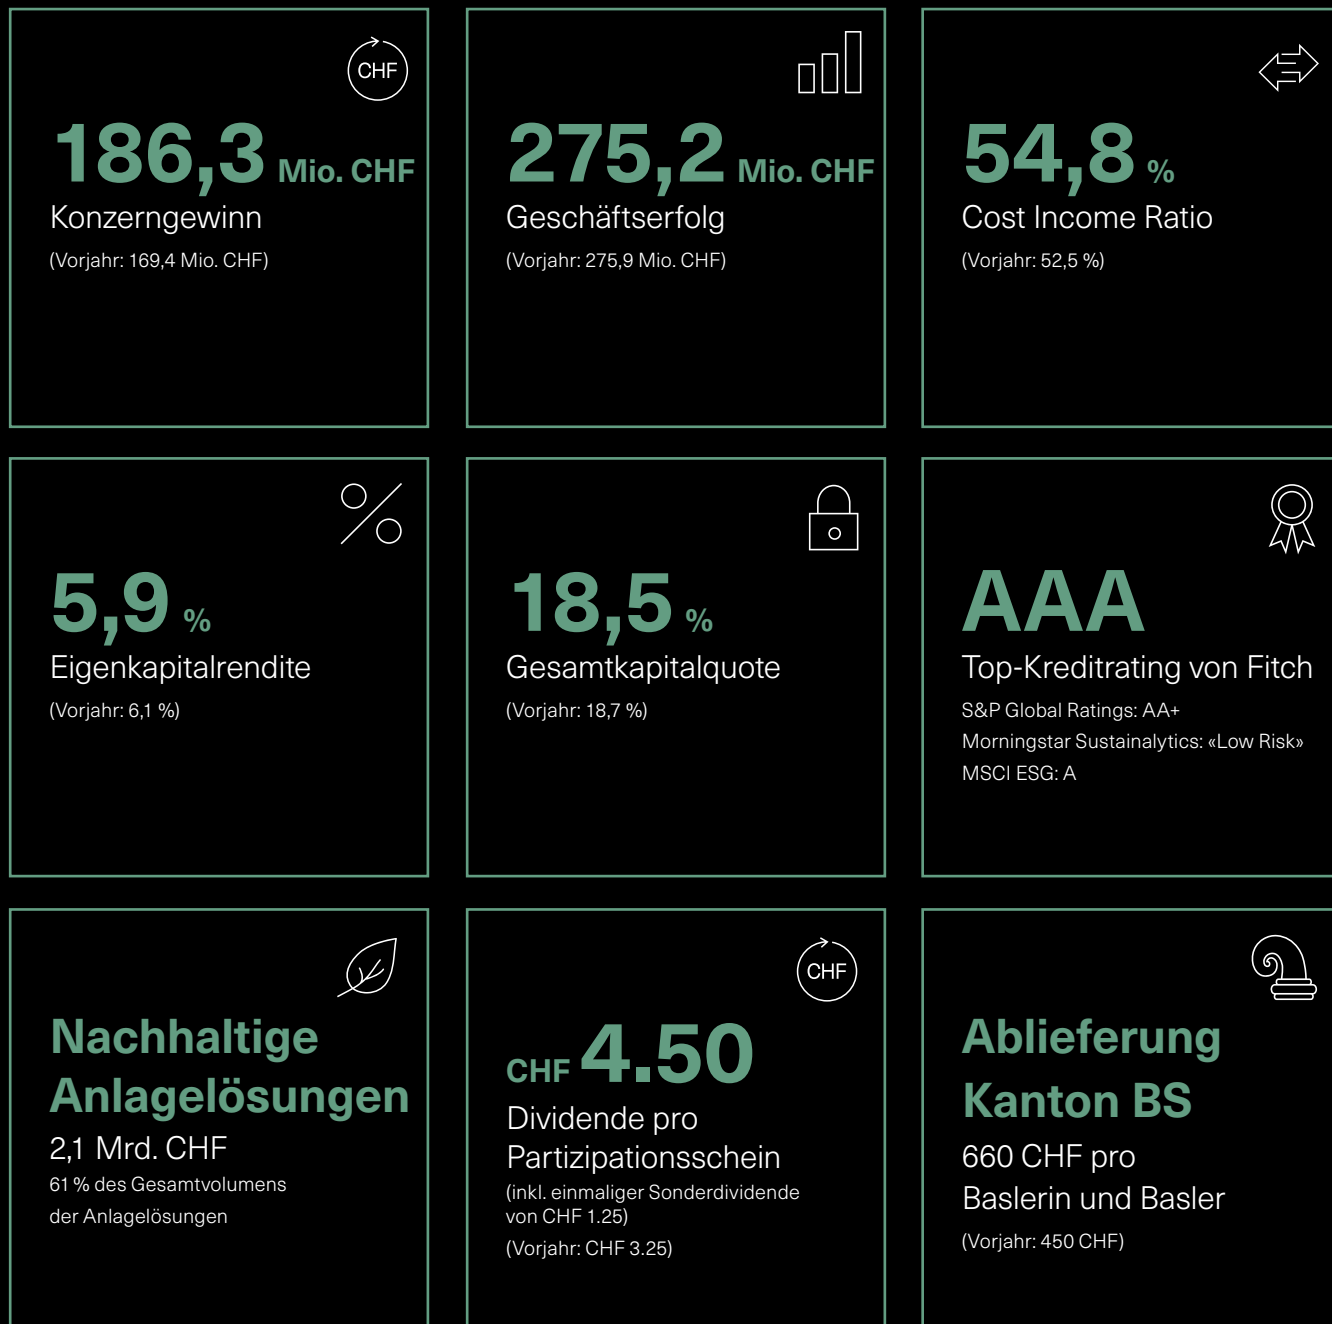 CHF
186,3 Mio. CHF
Konzerngewinn
(Vorjahr: 169,4 Mio. CHF)
275,2 Mio. CHF
Geschäftserfolg
(Vorjahr: 275,9 Mio. CHF)
54,8 %
Cost Income Ratio
(Vorjahr: 52,5 %)
5,9 %
Eigenkapitalrendite
(Vorjahr: 6,1 %)
18,5 %
Gesamtkapitalquote
(Vorjahr: 18,7 %)
AAA
Top-Kreditrating von Fitch
S&P Global Ratings: AA+
Morningstar Sustainalytics: «Low Risk»
MSCI ESG: A
Nachhaltige
Anlagelösungen
2,1 Mrd. CHF
61 % des Gesamtvolumens
der Anlagelösungen
CHF
CHF 4.50
Dividende pro
Partizipationsschein
(inkl. einmaliger Sonderdividende
von CHF 1.25)
(Vorjahr: CHF 3.25)
Ablieferung
Kanton BS
660 CHF pro
Baslerin und Basler
(Vorjahr: 450 CHF)